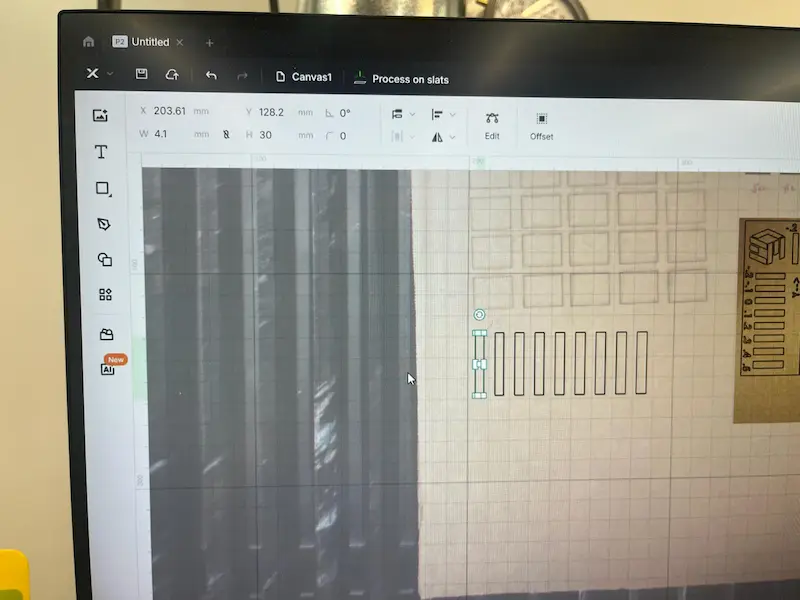 P2 Untitled
Canvas1
Process on slats
X 203.61 mm
Y 128.2 mm
0°
W 4.1 mm
H 30 mm
0
Edit
Offset
New
AI